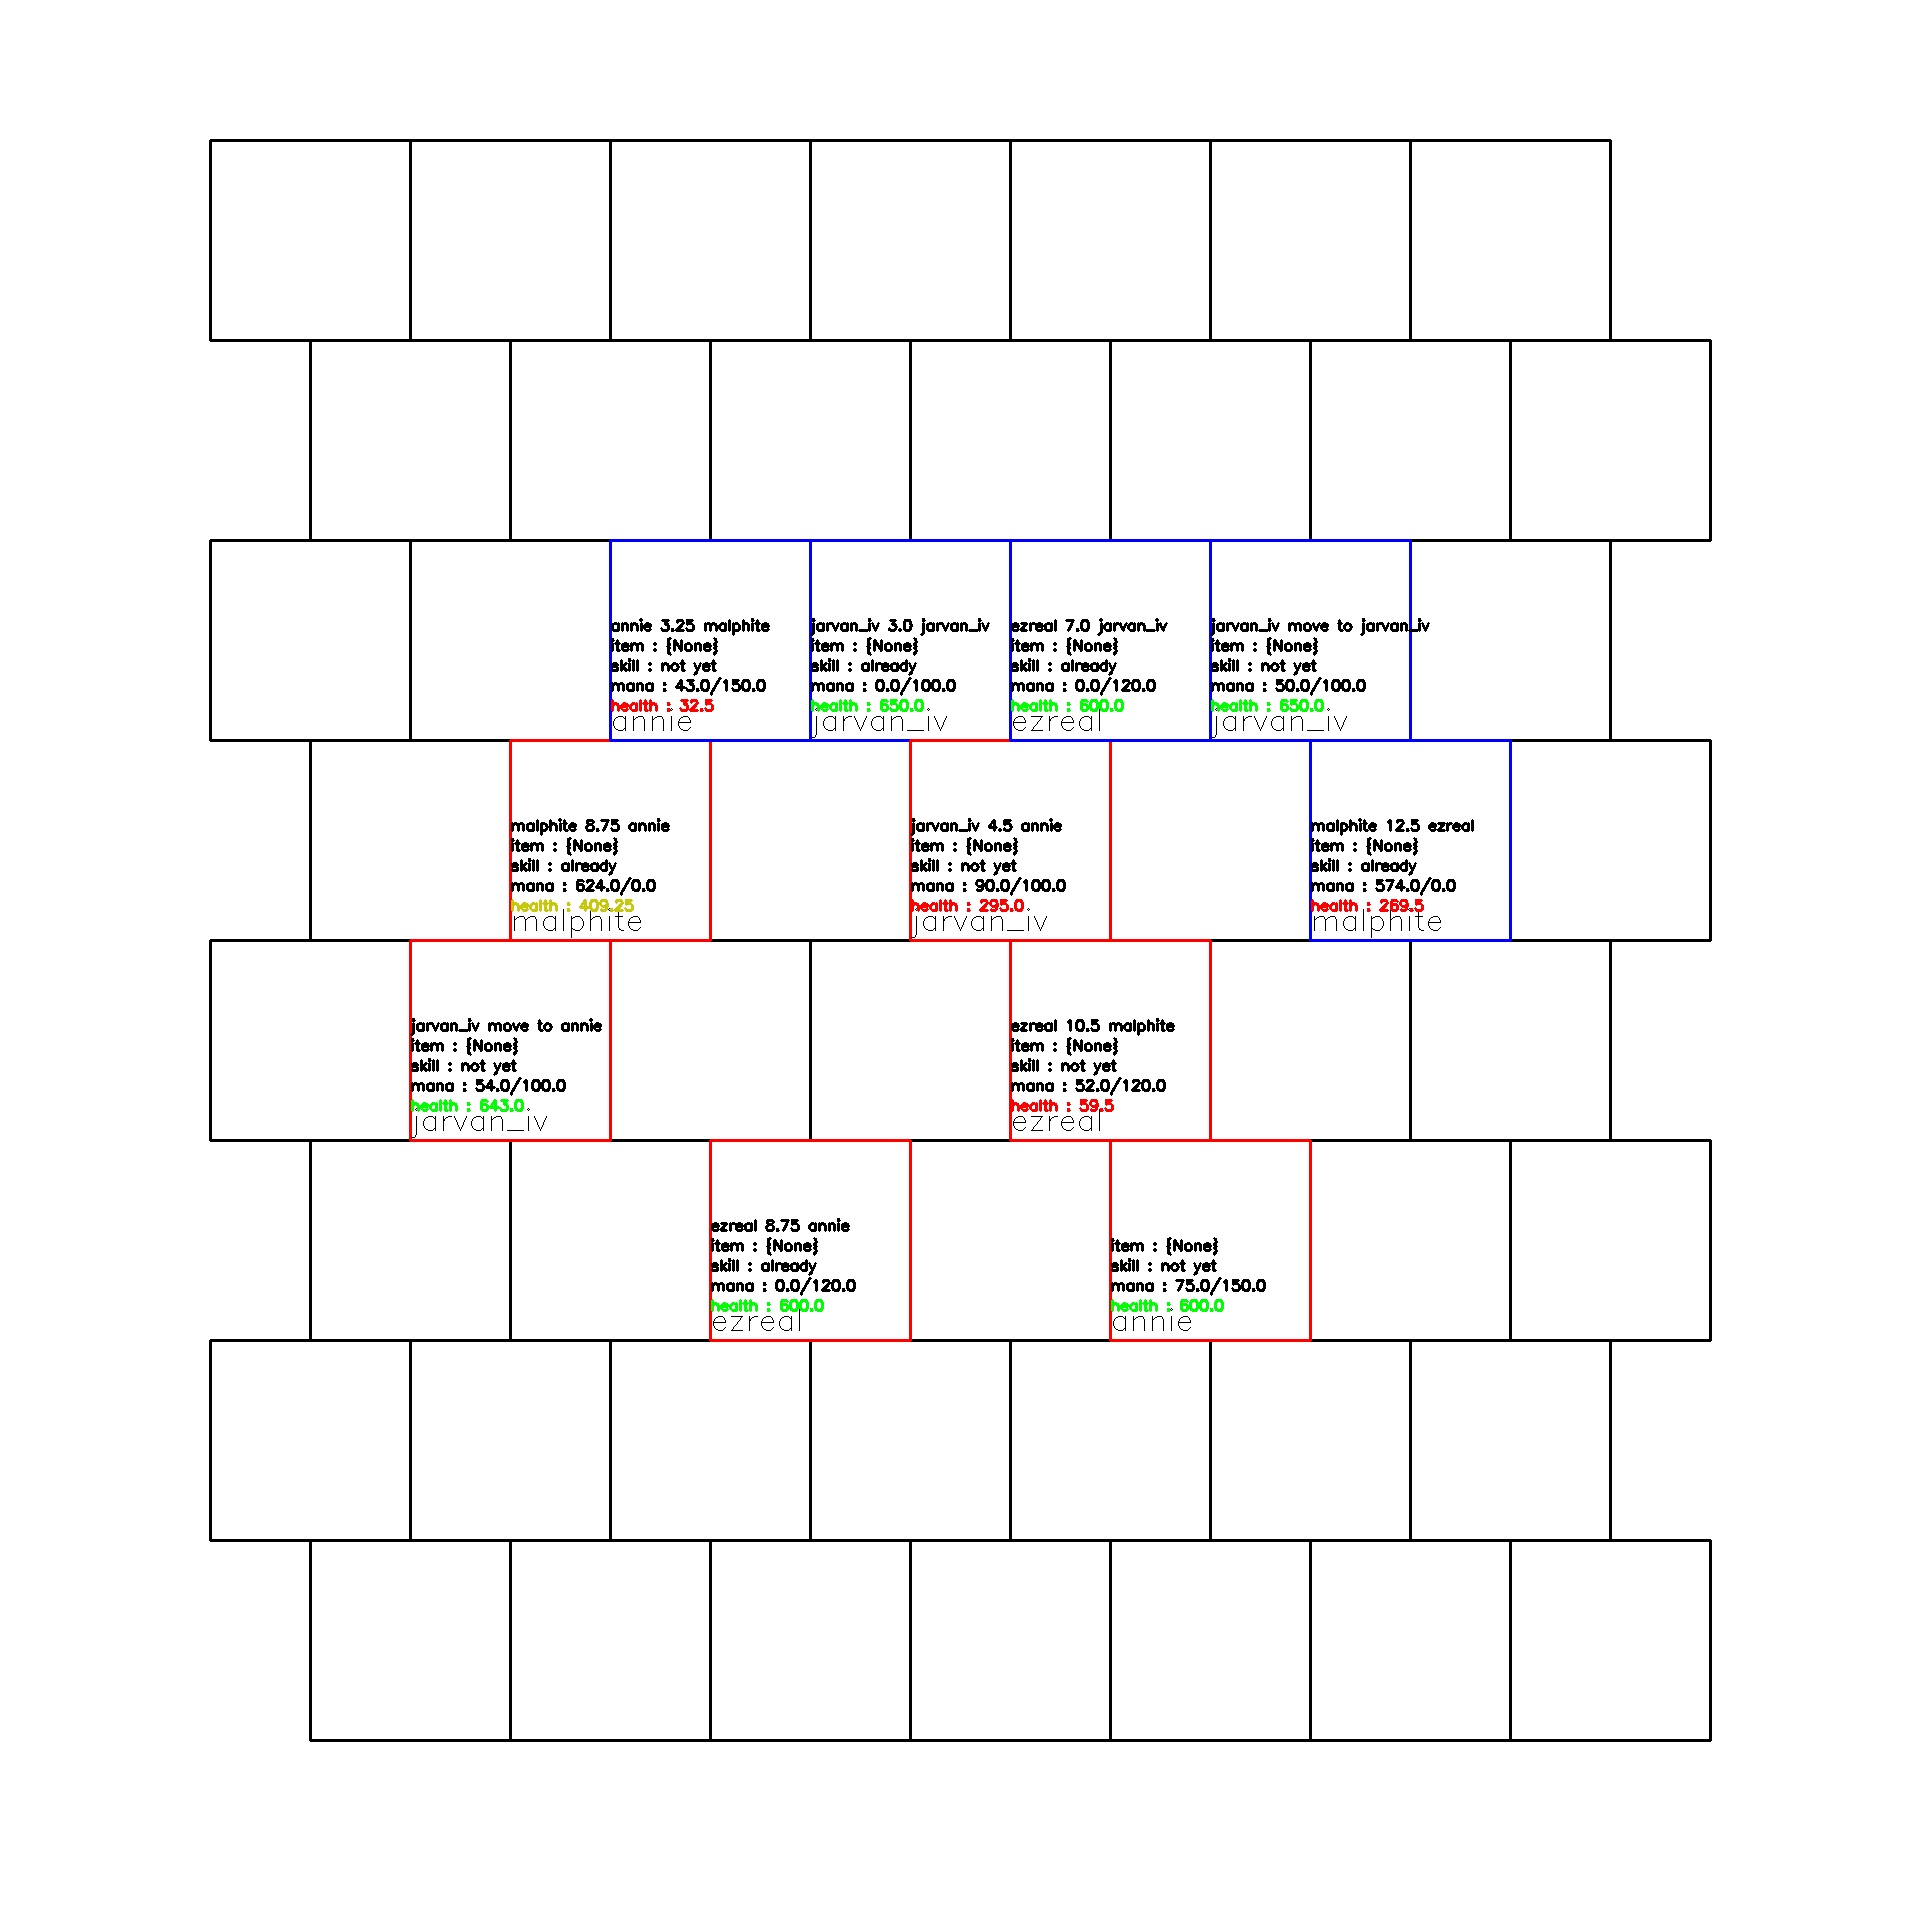 annie 3.25 malphite
item : {None}
skill : not yet
mana : 43.0/150.0
health : 32.5
annie
jarvan_iv 3.0 jarvan_iv
item : {None}
skill : already
mana : 0.0/100.0
health : 650.0
jarvan_iv
ezreal 7.0 jarvan_iv
item : {None}
skill : already
mana : 0.0/120.0
health : 600.0
ezreal
jarvan_iv move to jarvan_iv
item : {None}
skill : not yet
mana : 50.0/100.0
health : 650.0
jarvan_iv
malphite 8.75 annie
item : {None}
skill : already
mana : 624.0/0.0
health : 409.25
malphite
jarvan_iv 4.5 annie
item : {None}
skill : not yet
mana : 90.0/100.0
health : 295.0
jarvan_iv
malphite 12.5 ezreal
item : {None}
skill : already
mana : 574.0/0.0
health : 269.5
malphite
jarvan_iv move to annie
item : {None}
skill : not yet
mana : 54.0/100.0
health : 643.0
jarvan_iv
ezreal 10.5 malphite
item : {None}
skill : not yet
mana : 52.0/120.0
health : 59.5
ezreal
ezreal 8.75 annie
item : {None}
skill : already
mana : 0.0/120.0
health : 600.0
ezreal
item : {None}
skill : not yet
mana : 75.0/150.0
health : 600.0
annie